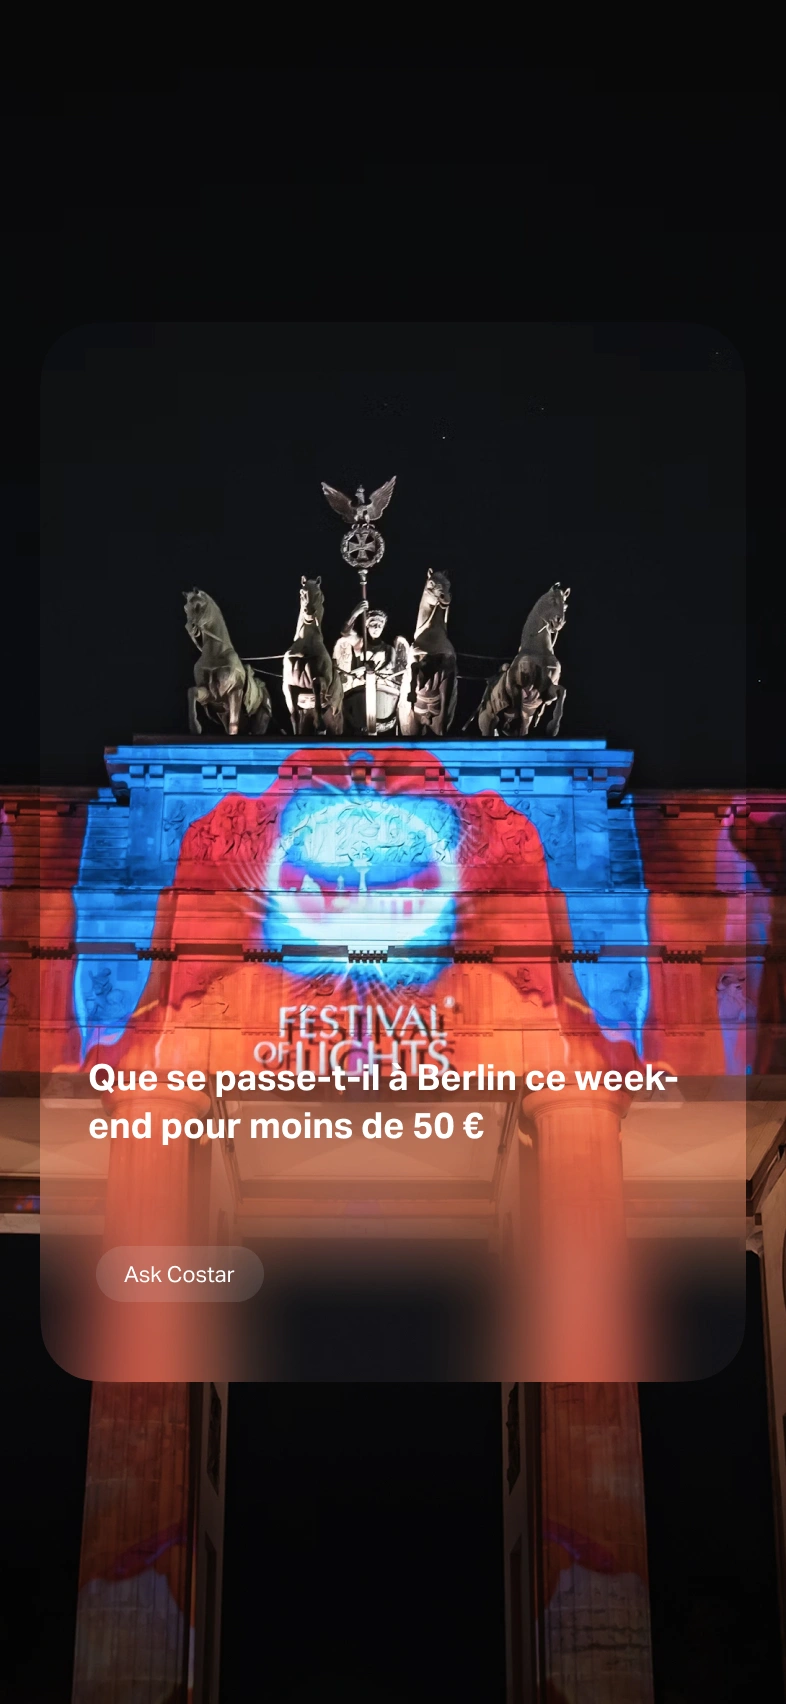 FESTIVAL®
OF LIGHTS
Que se passe-t-il à Berlin ce week-
end pour moins de 50 €
Ask Costar